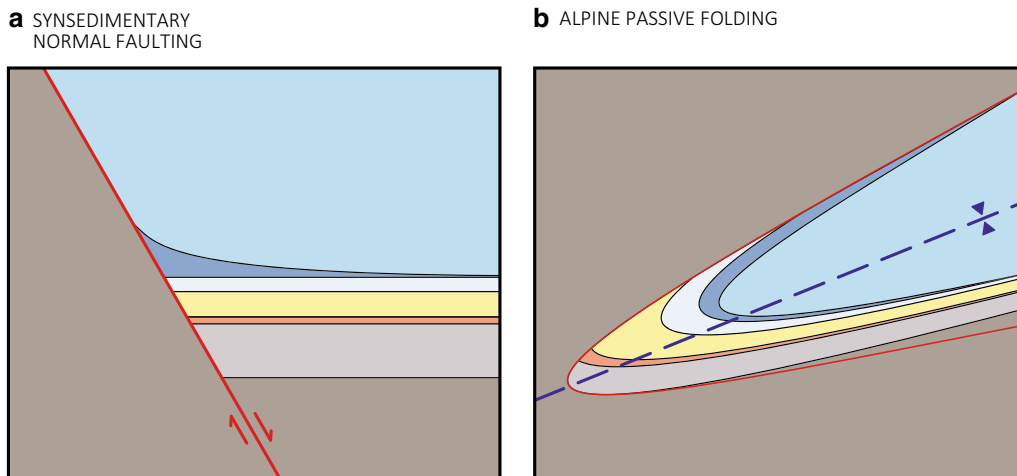 a SYNSEDIMENTARY
NORMAL FAULTING
b ALPINE PASSIVE FOLDING